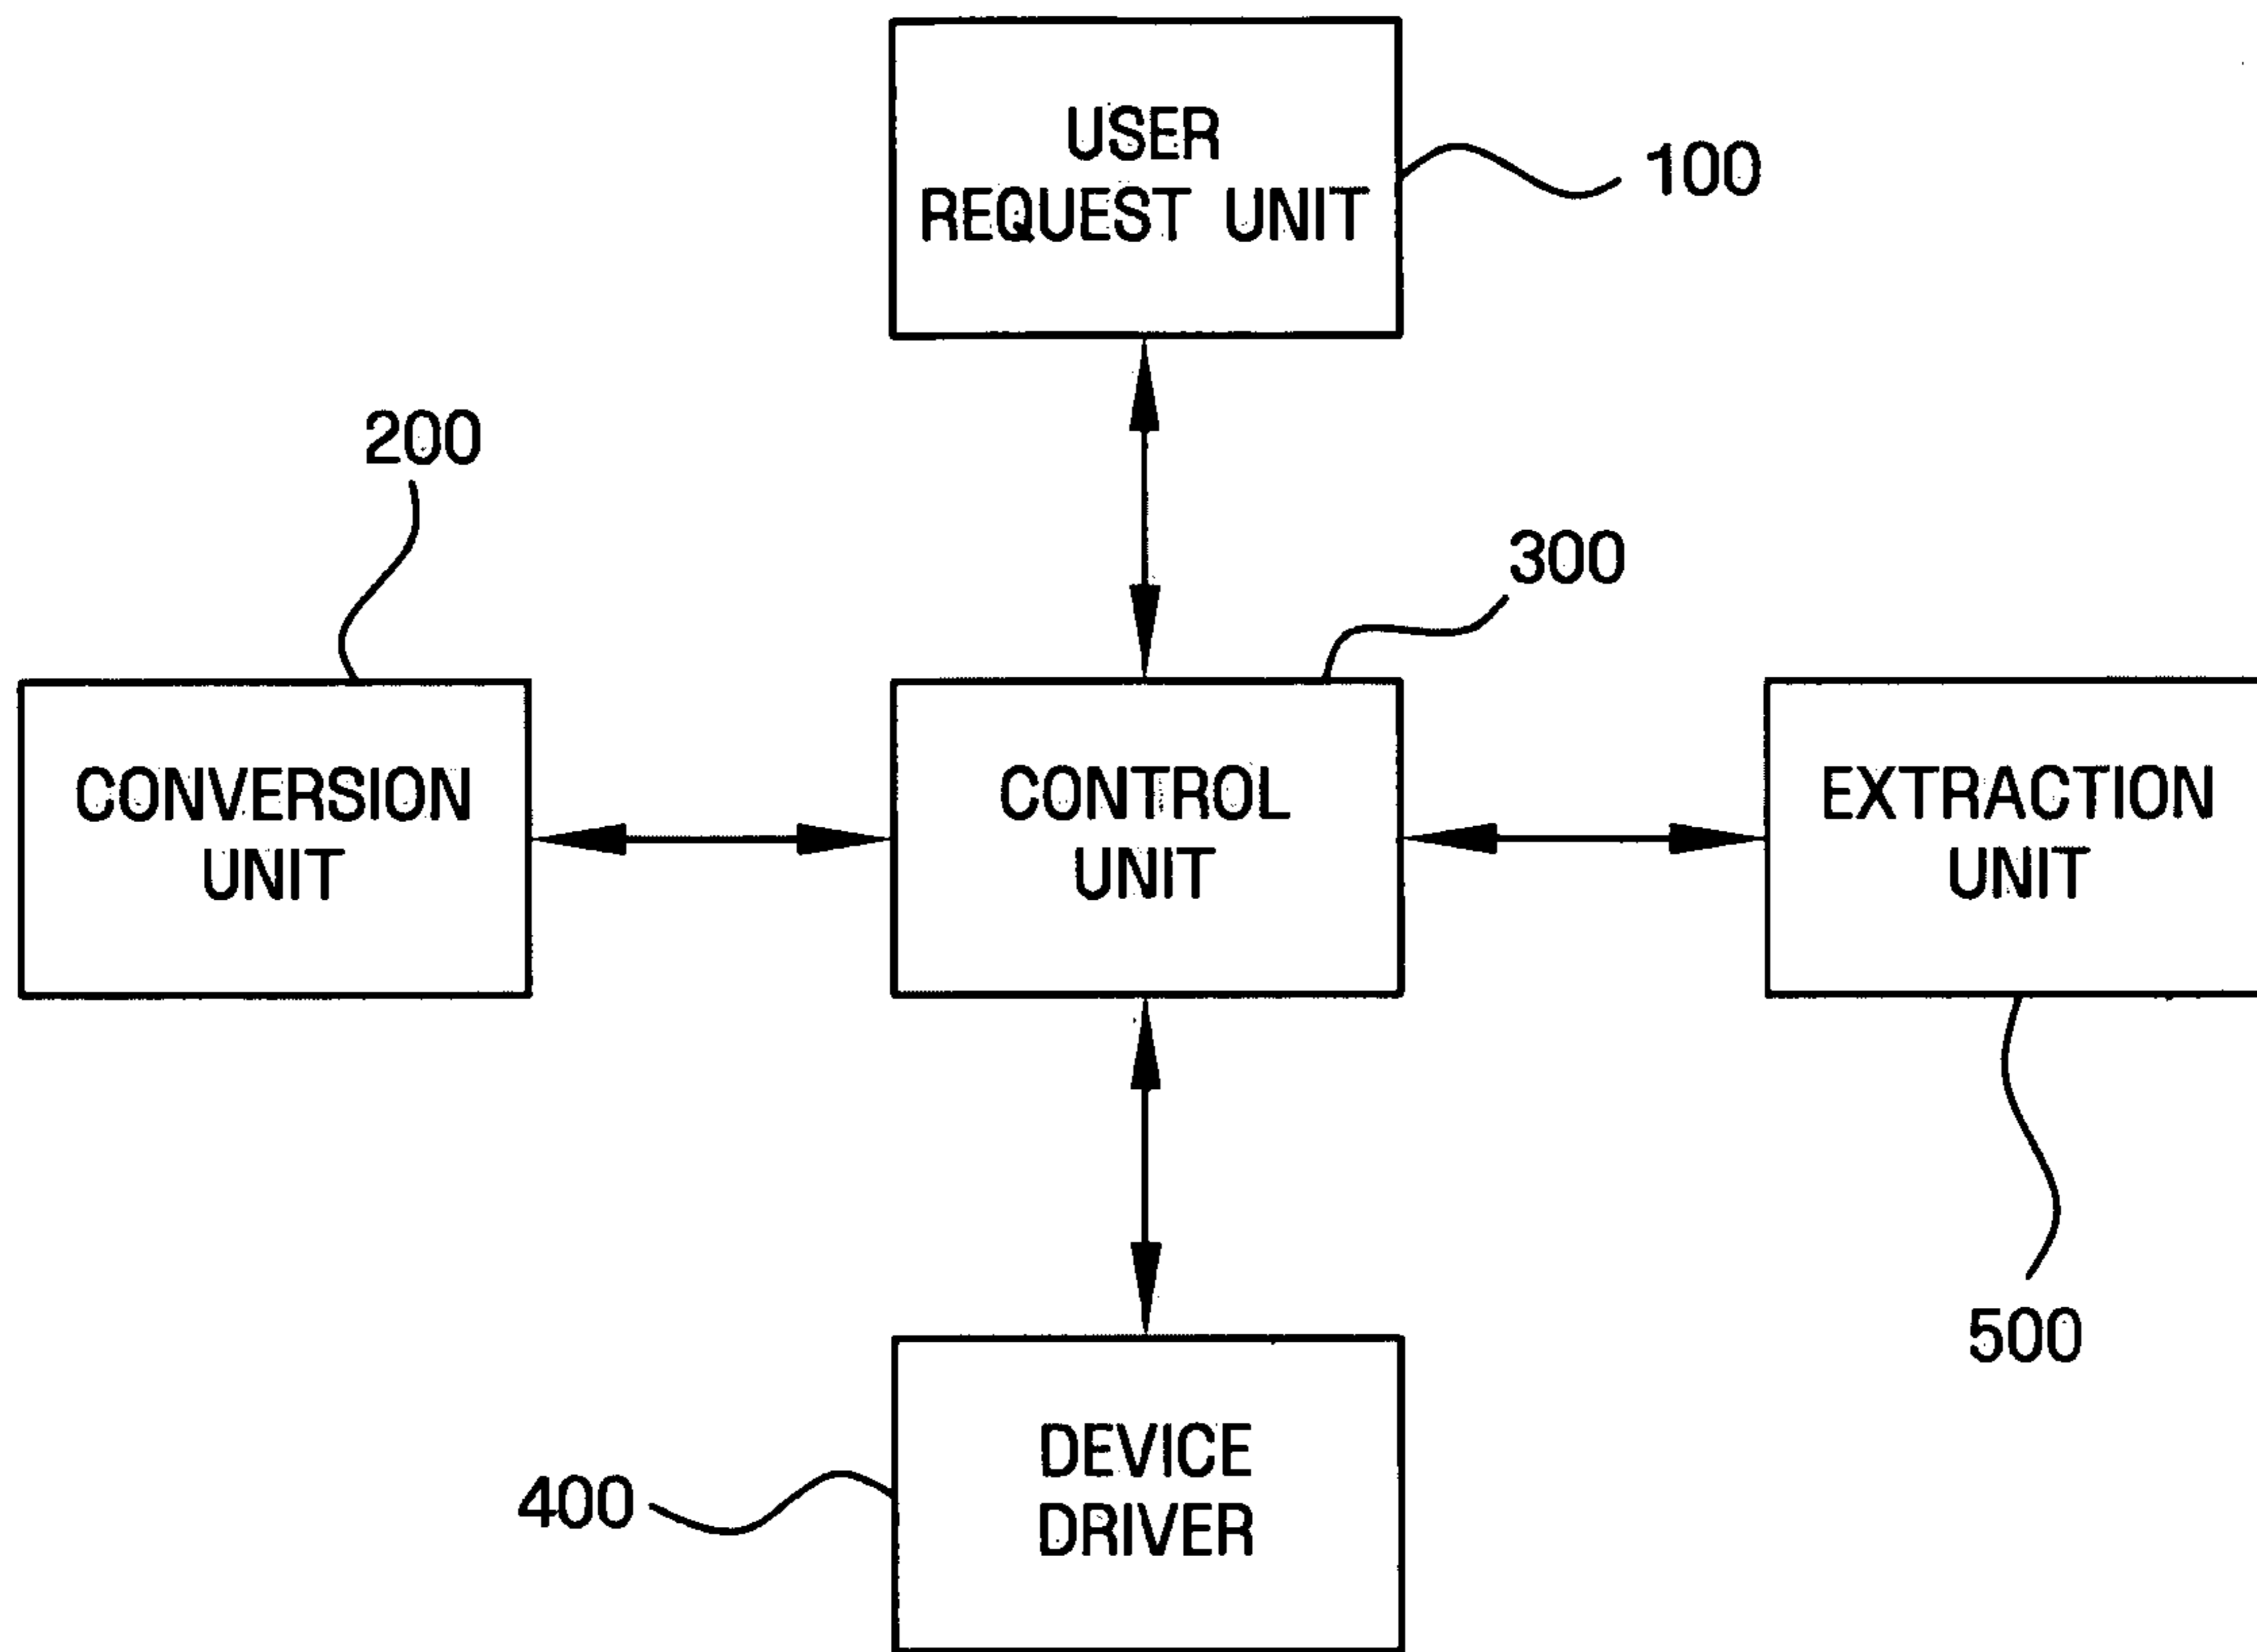 USER
REQUEST UNIT
100
200
300
CONVERSION
UNIT
CONTROL
UNIT
EXTRACTION
UNIT
500
DEVICE
DRIVER
400